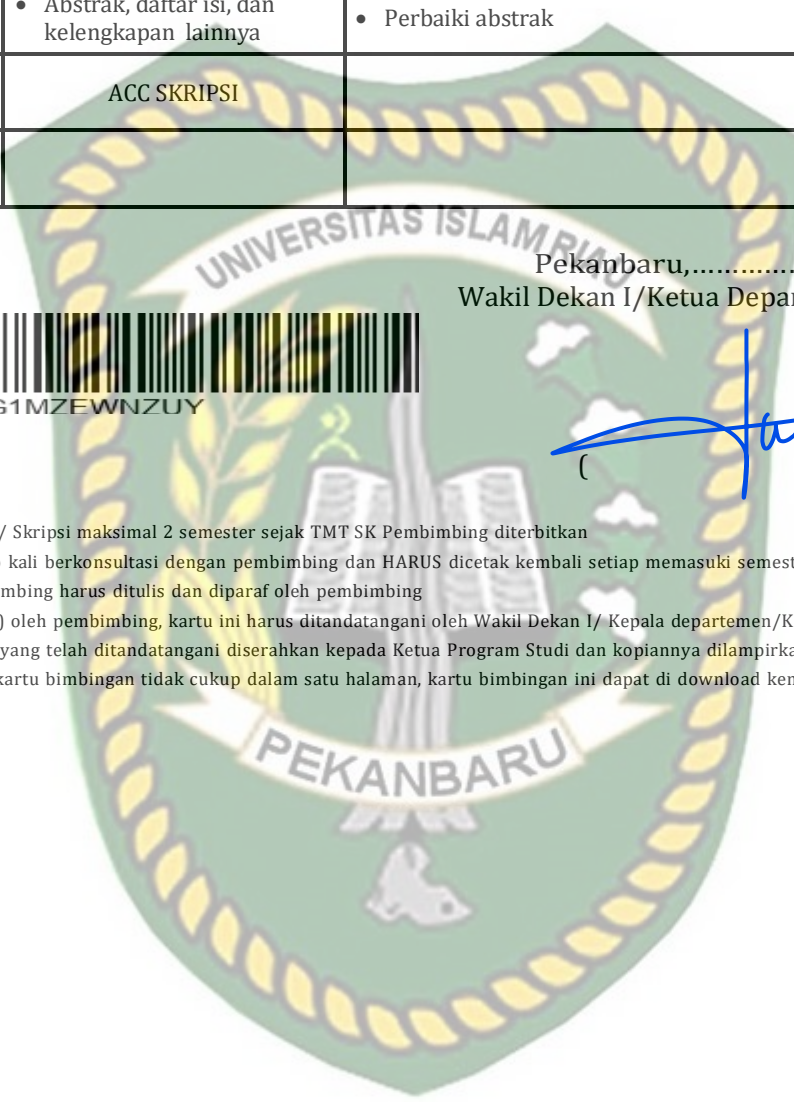 • Abstrak, daftar isi, dan
kelengkapan lainnya
• Perbaiki abstrak
ACC SKRIPSI
UNIVERSITAS ISLAM RIAU
Pekanbaru,..............
Wakil Dekan I/Ketua Depar
G1MZEWNZUY
(
/ Skripsi maksimal 2 semester sejak TMT SK Pembimbing diterbitkan
kali berkonsultasi dengan pembimbing dan HARUS dicetak kembali setiap memasuki semest
mbing harus ditulis dan diparaf oleh pembimbing
) oleh pembimbing, kartu ini harus ditandatangani oleh Wakil Dekan I/ Kepala departemen/K
yang telah ditandatangani diserahkan kepada Ketua Program Studi dan kopiannya dilampirka
kartu bimbingan tidak cukup dalam satu halaman, kartu bimbingan ini dapat di download ken
PEKANBARU